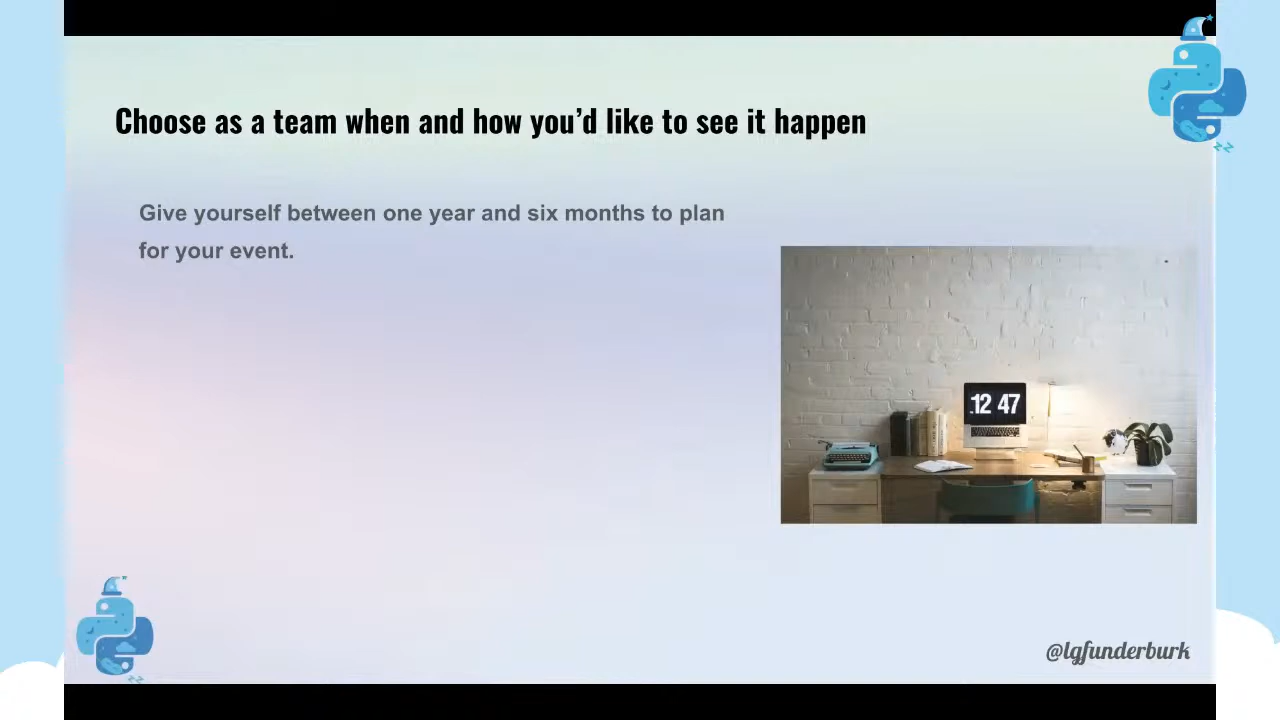 Choose as a team when and how you’d like to see it happen
Give yourself between one year and six months to plan
for your event.
12 47
@lgfunderburk